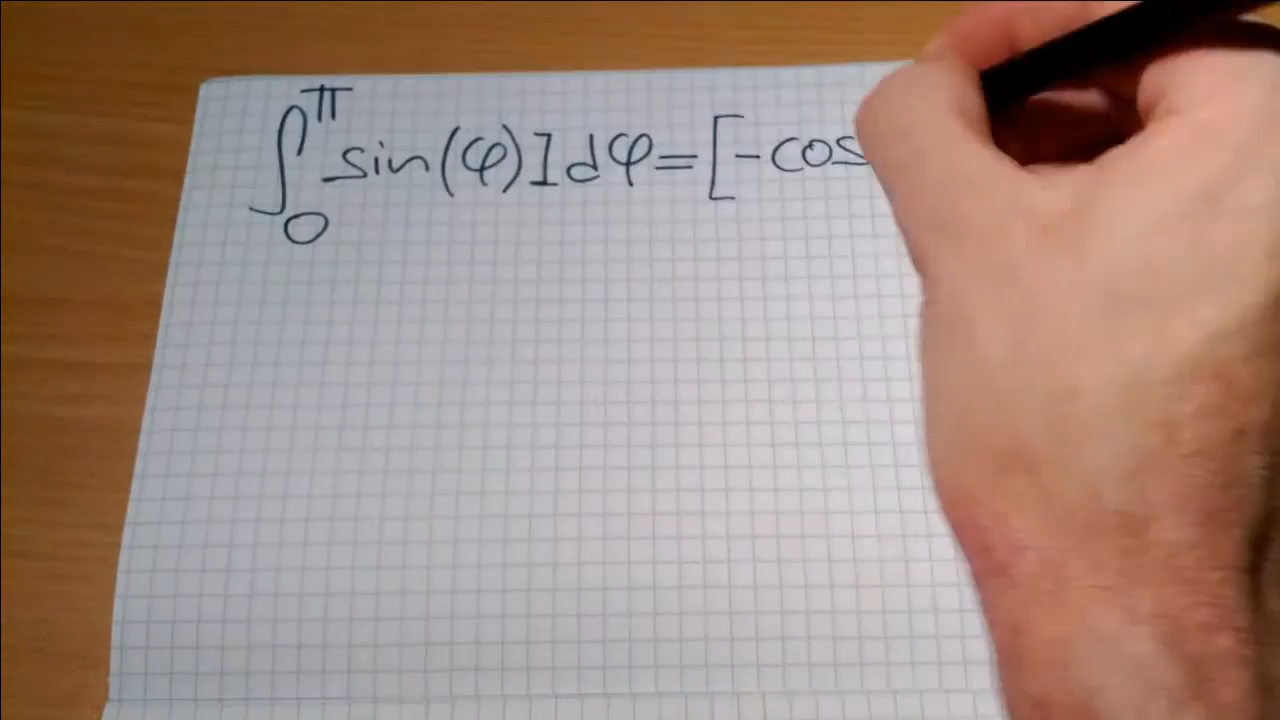 ∫₀^π sin(φ)] dφ = [-cos